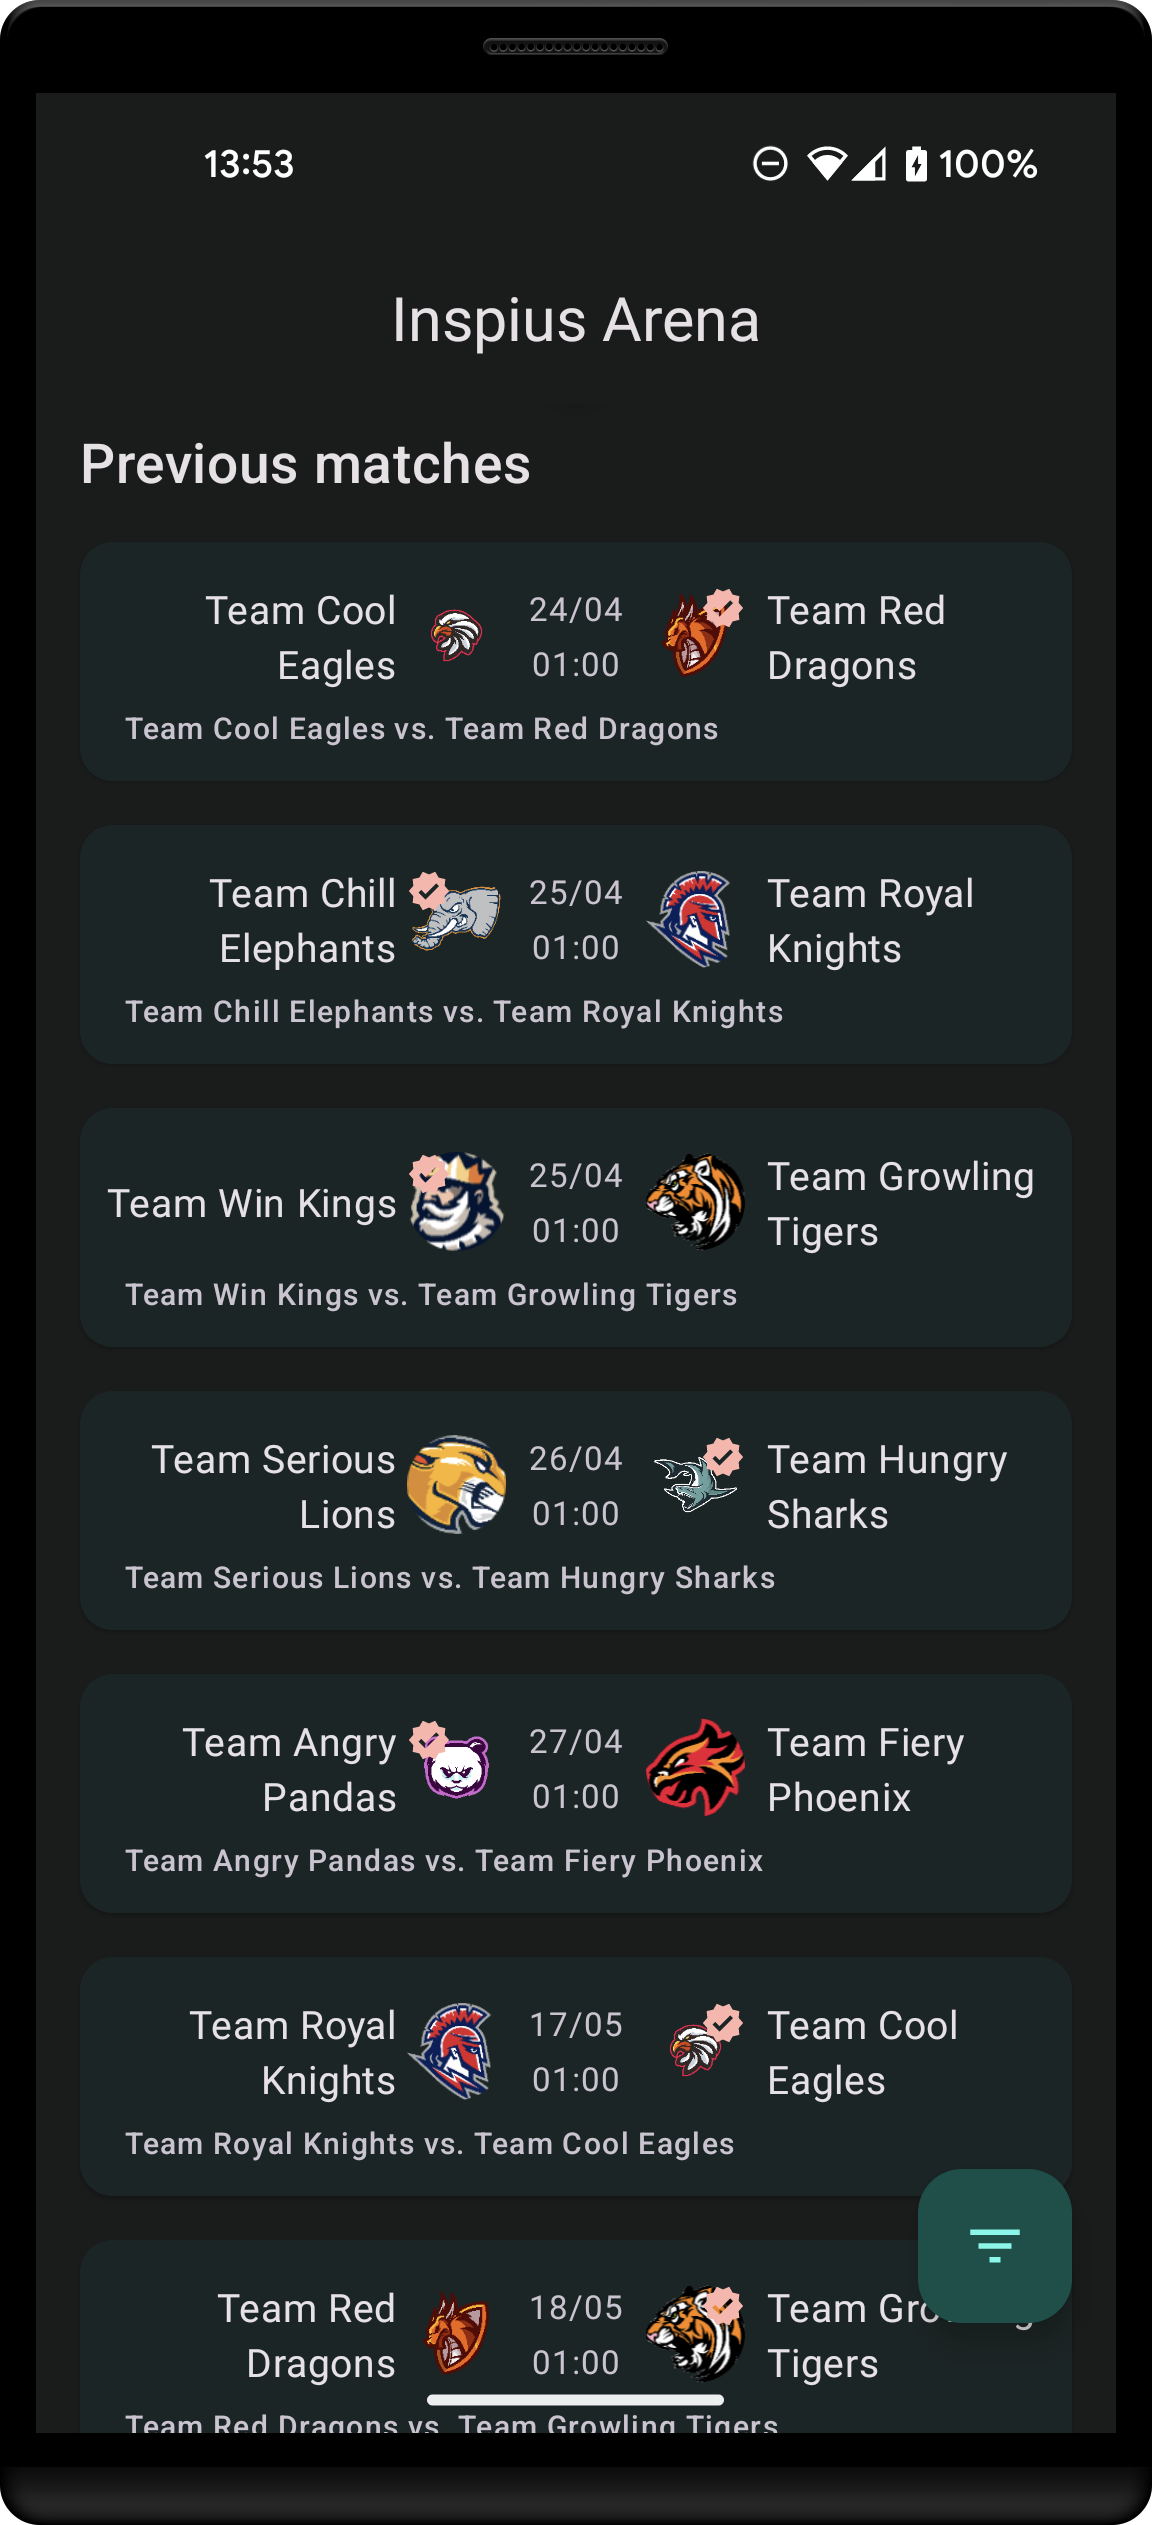 13:53
100%
Inspius Arena
Previous matches
Team Cool
Eagles
24/04
01:00
Team Red
Dragons
Team Cool Eagles vs. Team Red Dragons
Team Chill
Elephants
25/04
01:00
Team Royal
Knights
Team Chill Elephants vs. Team Royal Knights
Team Win Kings
25/04
01:00
Team Growling
Tigers
Team Win Kings vs. Team Growling Tigers
Team Serious
Lions
26/04
01:00
Team Hungry
Sharks
Team Serious Lions vs. Team Hungry Sharks
Team Angry
Pandas
27/04
01:00
Team Fiery
Phoenix
Team Angry Pandas vs. Team Fiery Phoenix
Team Royal
Knights
17/05
01:00
Team Cool
Eagles
Team Royal Knights vs. Team Cool Eagles
Team Red
Dragons
18/05
01:00
Team Growling
Tigers
Team Red Dragons vs. Team Growling Tigers